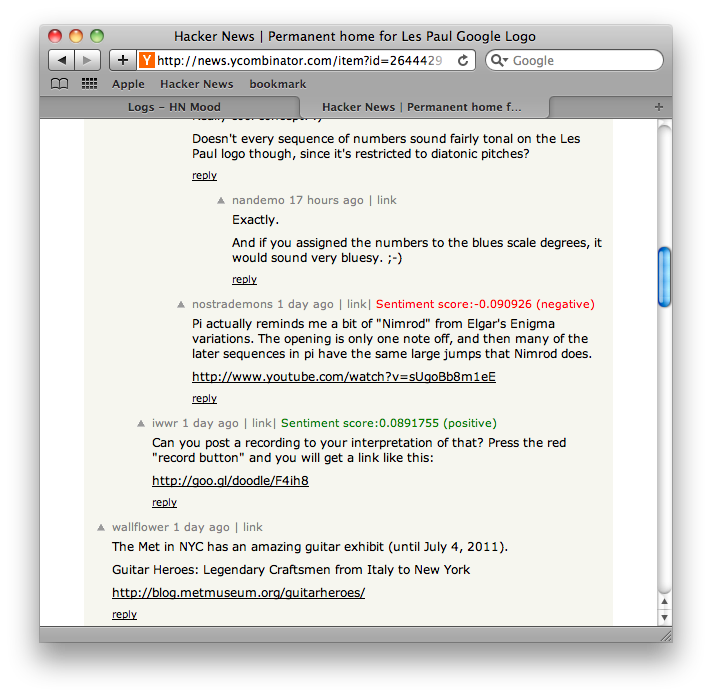 Hacker News | Permanent home for Les Paul Google Logo
Y http://news.ycombinator.com/item?id=2644429
Google
Apple Hacker News bookmark
Logs – HN Mood
Hacker News | Permanent home f...
Doesn't every sequence of numbers sound fairly tonal on the Les
Paul logo though, since it's restricted to diatonic pitches?
reply
nandemo 17 hours ago | link
Exactly.
And if you assigned the numbers to the blues scale degrees, it
would sound very bluesy. ;-)
reply
nostrademons 1 day ago | link| Sentiment score:-0.090926 (negative)
Pi actually reminds me a bit of "Nimrod" from Elgar's Enigma
variations. The opening is only one note off, and then many of the
later sequences in pi have the same large jumps that Nimrod does.
http://www.youtube.com/watch?v=sUgoBb8m1eE
reply
iwwr 1 day ago | link| Sentiment score:0.0891755 (positive)
Can you post a recording to your interpretation of that? Press the red
"record button" and you will get a link like this:
http://goo.gl/doodle/F4ih8
reply
wallflower 1 day ago | link
The Met in NYC has an amazing guitar exhibit (until July 4, 2011).
Guitar Heroes: Legendary Craftsmen from Italy to New York
http://blog.metmuseum.org/guitarheroes/
reply